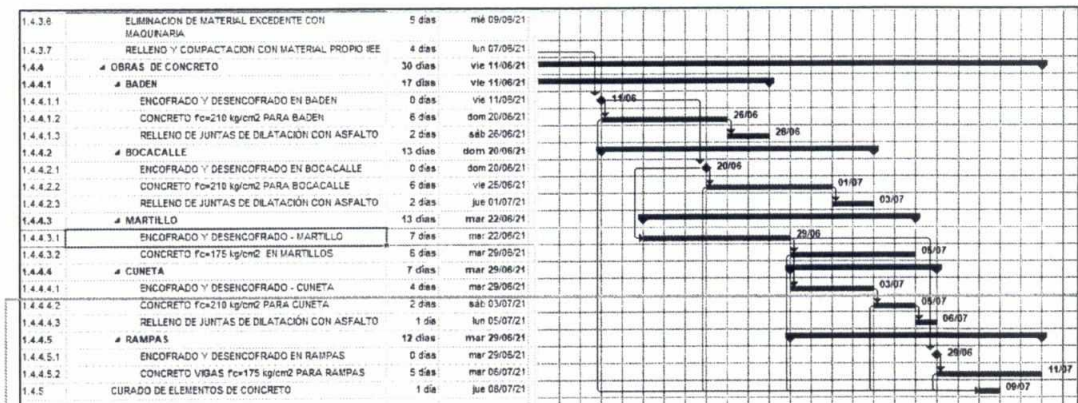 1.4.3.6 ELIMINACION DE MATERIAL EXCEDENTE CON MAQUINARIA 5 días mié 09/06/21
1.4.3.7 RELLENO Y COMPACTACION CON MATERIAL PROPIO IEE 4 días lun 07/06/21
1.4.4 OBRAS DE CONCRETO 30 días vie 11/06/21
1.4.4.1 BADEN 17 días vie 11/06/21
1.4.4.1.1 ENCOFRADO Y DESENCOFRADO EN BADEN 0 días vie 11/06/21 11/06
1.4.4.1.2 CONCRETO f'c=210 kg/cm2 PARA BADEN 6 días dom 20/06/21 26/06
1.4.4.1.3 RELLENO DE JUNTAS DE DILATACIÓN CON ASFALTO 2 días sáb 26/06/21 28/06
1.4.4.2 BOCACALLE 13 días dom 20/06/21
1.4.4.2.1 ENCOFRADO Y DESENCOFRADO EN BOCACALLE 0 días dom 20/06/21 20/06
1.4.4.2.2 CONCRETO f'c=210 kg/cm2 PARA BOCACALLE 6 días vie 25/06/21 01/07
1.4.4.2.3 RELLENO DE JUNTAS DE DILATACIÓN CON ASFALTO 2 días jue 01/07/21 03/07
1.4.4.3 MARTILLO 13 días mar 22/06/21
1.4.4.3.1 ENCOFRADO Y DESENCOFRADO - MARTILLO 7 días mar 22/06/21 29/06
1.4.4.3.2 CONCRETO f'c=175 kg/cm2 EN MARTILLOS 6 días mar 29/06/21 05/07
1.4.4.4 CUNETA 7 días mar 29/06/21
1.4.4.4.1 ENCOFRADO Y DESENCOFRADO - CUNETA 4 días mar 29/06/21 03/07
1.4.4.4.2 CONCRETO f'c=210 kg/cm2 PARA CUNETA 2 días sáb 03/07/21 05/07
1.4.4.4.3 RELLENO DE JUNTAS DE DILATACIÓN CON ASFALTO 1 día lun 05/07/21 06/07
1.4.4.5 RAMPAS 12 días mar 29/06/21
1.4.4.5.1 ENCOFRADO Y DESENCOFRADO EN RAMPAS 0 días mar 29/06/21 29/06
1.4.4.5.2 CONCRETO VIGAS f'c=175 kg/cm2 PARA RAMPAS 5 días mar 06/07/21 11/07
1.4.5 CURADO DE ELEMENTOS DE CONCRETO 1 día jue 08/07/21 09/07